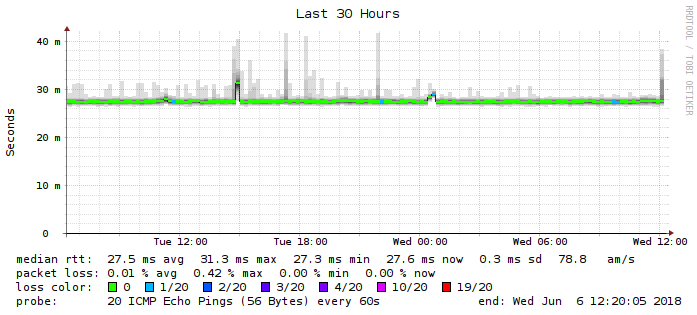 Last 30 Hours
RRDTOOL / TOBI OETIKER
Seconds
40 m
30 m
20 m
10 m
0
Tue 12:00 Tue 18:00 Wed 00:00 Wed 06:00 Wed 12:00
median rtt: 27.5 ms avg 31.3 ms max 27.3 ms min 27.6 ms now 0.3 ms sd 78.8 am/s
packet loss: 0.01 % avg 0.42 % max 0.00 % min 0.00 % now
loss color: 0 1/20 2/20 3/20 4/20 10/20 19/20
probe: 20 ICMP Echo Pings (56 Bytes) every 60s end: Wed Jun 6 12:20:05 2018